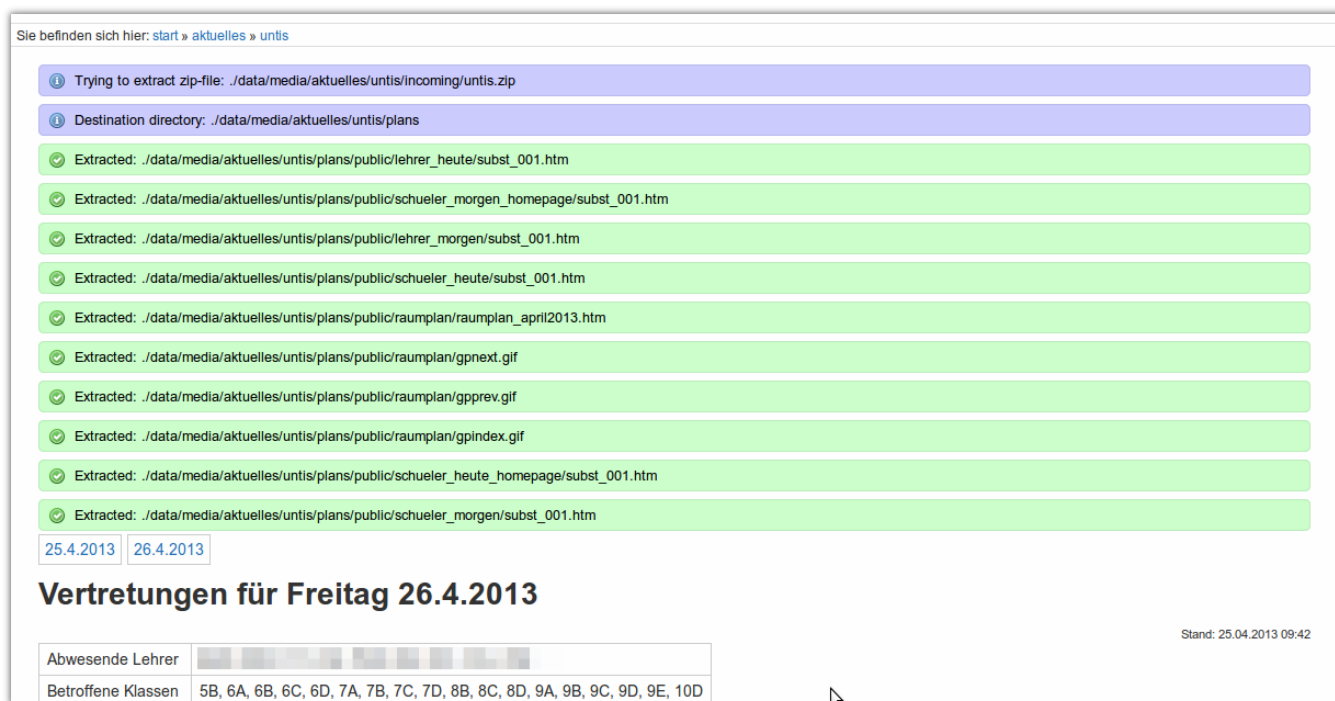 Sie befinden sich hier: start » aktuelles » untis
Trying to extract zip-file: ./data/media/aktuelles/untis/incoming/untis.zip
Destination directory: ./data/media/aktuelles/untis/plans
Extracted: ./data/media/aktuelles/untis/plans/public/lehrer_heute/subst_001.htm
Extracted: ./data/media/aktuelles/untis/plans/public/schueler_morgen_homepage/subst_001.htm
Extracted: ./data/media/aktuelles/untis/plans/public/lehrer_morgen/subst_001.htm
Extracted: ./data/media/aktuelles/untis/plans/public/schueler_heute/subst_001.htm
Extracted: ./data/media/aktuelles/untis/plans/public/raumplan/raumplan_april2013.htm
Extracted: ./data/media/aktuelles/untis/plans/public/raumplan/gpnext.gif
Extracted: ./data/media/aktuelles/untis/plans/public/raumplan/gpprev.gif
Extracted: ./data/media/aktuelles/untis/plans/public/raumplan/gpindex.gif
Extracted: ./data/media/aktuelles/untis/plans/public/schueler_heute_homepage/subst_001.htm
Extracted: ./data/media/aktuelles/untis/plans/public/schueler_morgen/subst_001.htm
25.4.2013 26.4.2013
Vertretungen für Freitag 26.4.2013
Stand: 25.04.2013 09:42
Abwesende Lehrer
Betroffene Klassen 5B, 6A, 6B, 6C, 6D, 7A, 7B, 7C, 7D, 8B, 8C, 8D, 9A, 9B, 9C, 9D, 9E, 10D